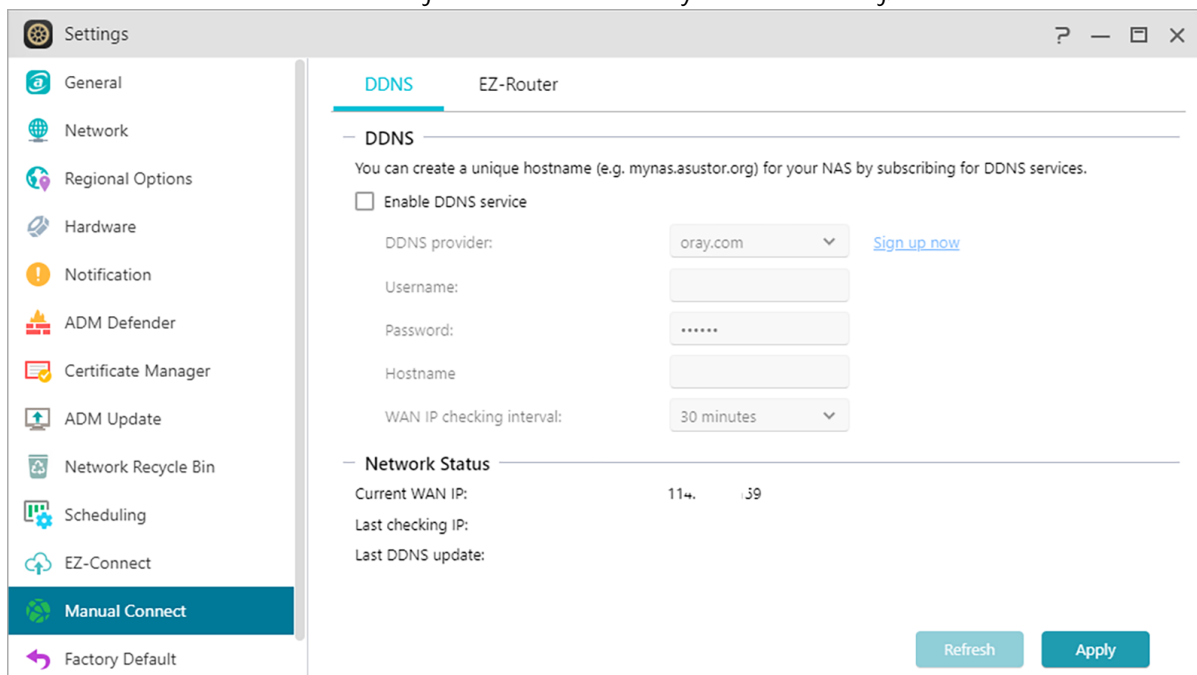 Settings
General
Network
Regional Options
Hardware
Notification
ADM Defender
Certificate Manager
ADM Update
Network Recycle Bin
Scheduling
EZ-Connect
Manual Connect
Factory Default
DDNS EZ-Router
DDNS
You can create a unique hostname (e.g. mynas.asustor.org) for your NAS by subscribing for DDNS services.
Enable DDNS service
DDNS provider: oray.com Sign up now
Username:
Password: ••••••
Hostname
WAN IP checking interval: 30 minutes
Network Status
Current WAN IP: 114.
Last checking IP:
Last DDNS update:
Refresh Apply